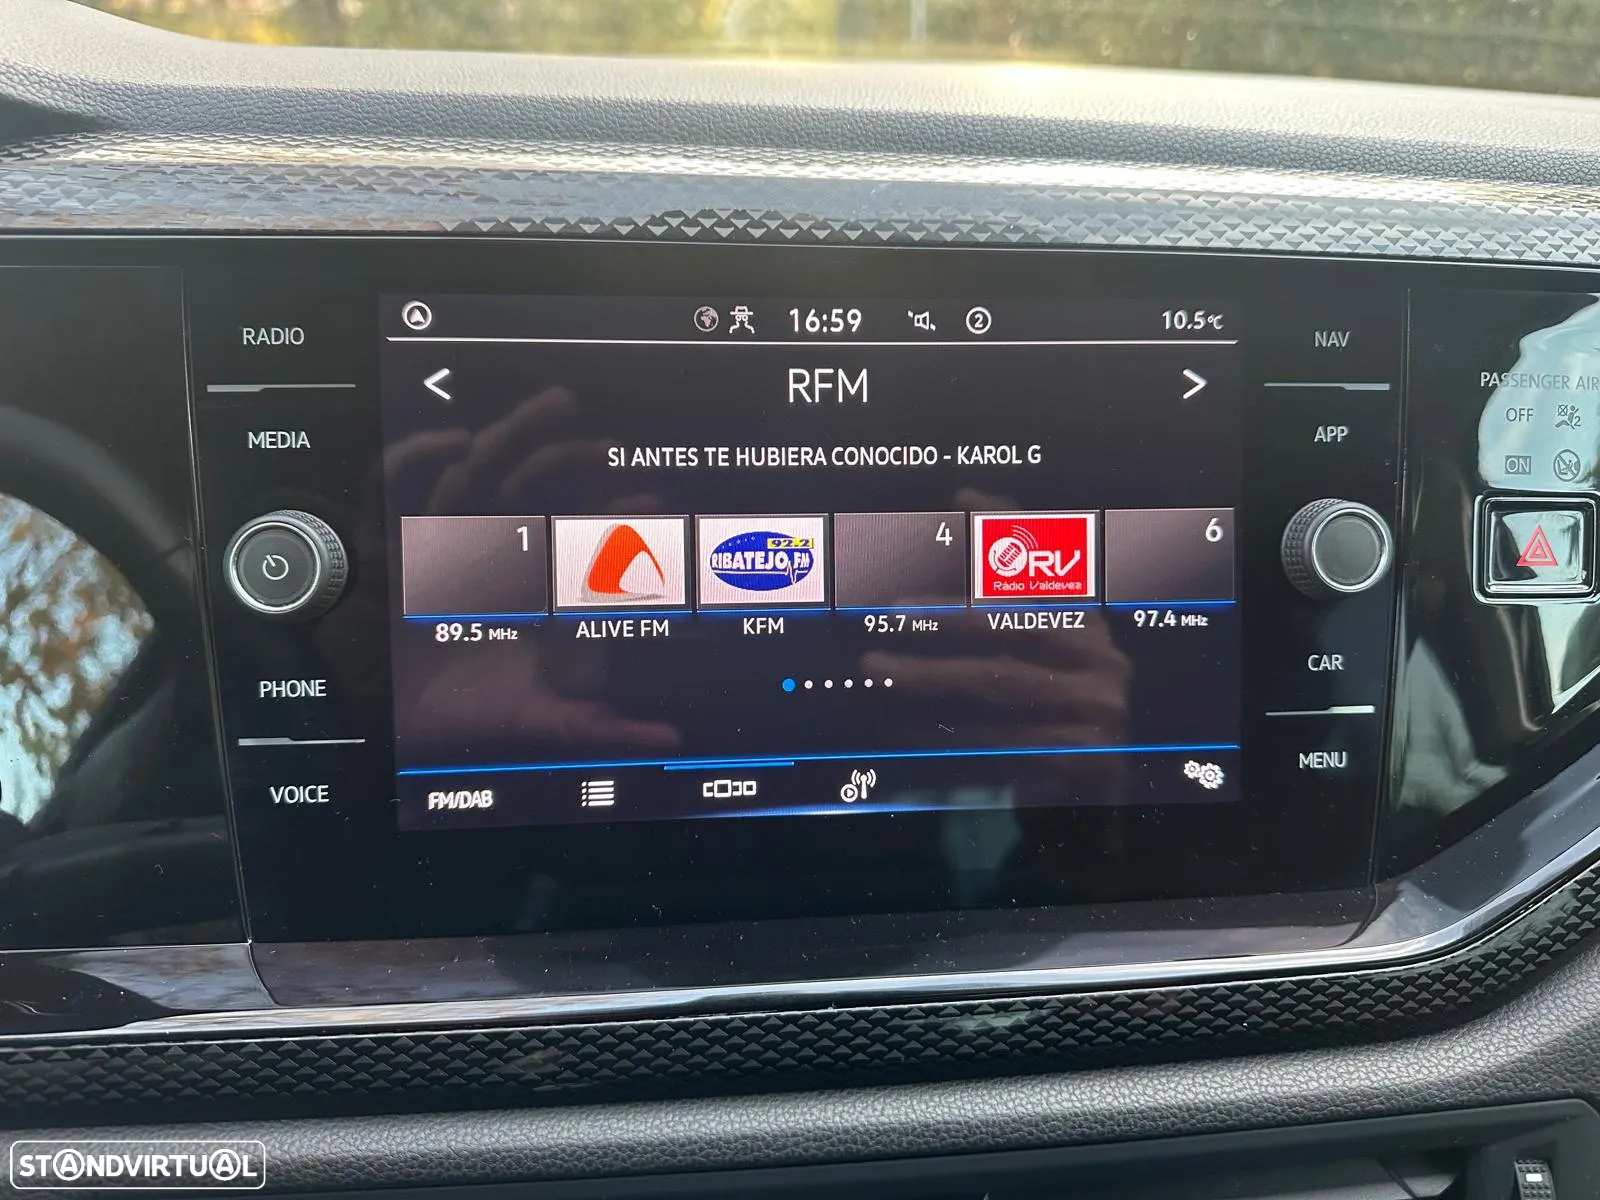 RADIO
MEDIA
PHONE
VOICE
16:59
2
10.5°C
RFM
SI ANTES TE HUBIERA CONOCIDO - KAROL G
1
92.2
RIBATEJO FM
4
RV
Rádio Valdevez
6
89.5 MHz
ALIVE FM
KFM
95.7 MHz
VALDEVEZ
97.4 MHz
FM/DAB
NAV
APP
CAR
MENU
PASSENGER AIR
OFF
2
ON
STANDVIRTUAL